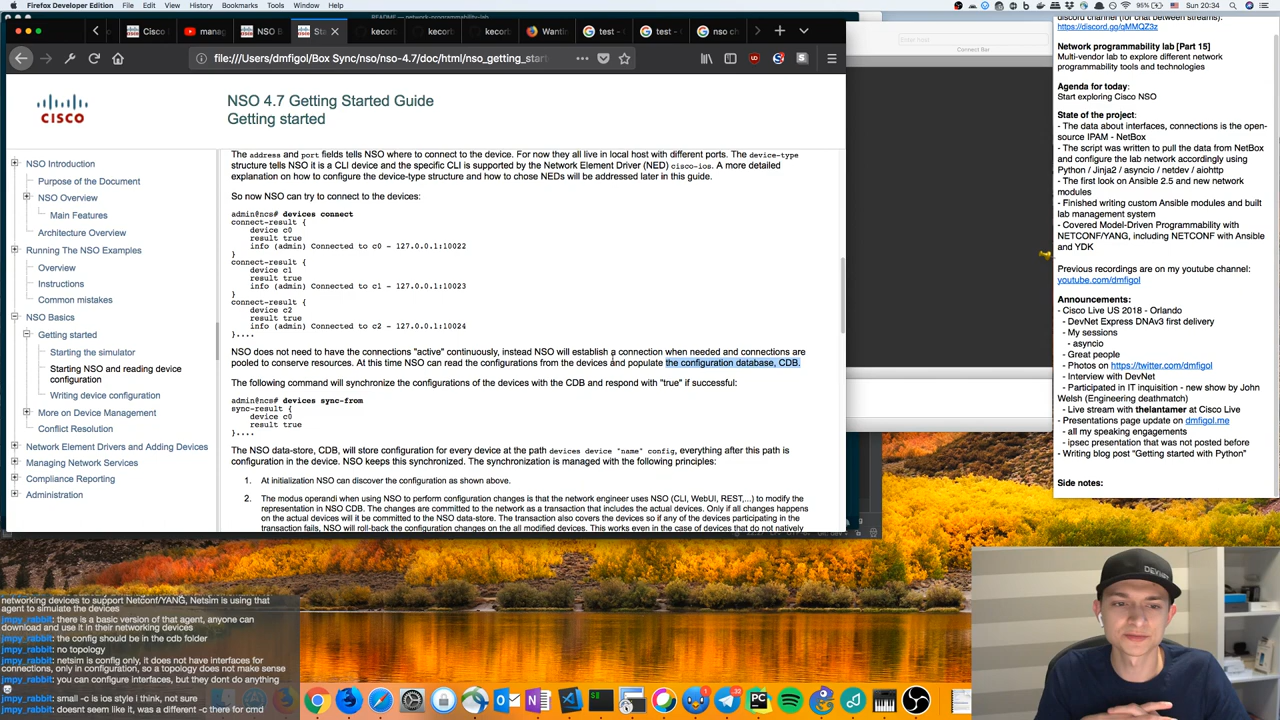 Firefox Developer Edition File Edit View History Bookmarks Tools Window Help
95% Sun 20:34
README — network-programmability-lab
Cisco manag NSO B Sta kecorb kecorb kecorb Wanti test - test - nso ch
file:///Users/dmfigol/Box Sync/nso/nso-4.7/doc/html/nso_getting_start
Enter host
Connect Bar
CISCO
NSO 4.7 Getting Started Guide
Getting started
NSO Introduction
Purpose of the Document
NSO Overview
Main Features
Architecture Overview
Running The NSO Examples
Overview
Instructions
Common mistakes
NSO Basics
Getting started
Starting the simulator
Starting NSO and reading device
configuration
Writing device configuration
More on Device Management
Conflict Resolution
Network Element Drivers and Adding Devices
Managing Network Services
Compliance Reporting
Administration
The address and port fields tells NSO where to connect to the device. For now they all live in local host with different ports. The device-type
structure tells NSO it is a CLI device and the specific CLI is supported by the Network Element Driver (NED) cisco-ios. A more detailed
explanation on how to configure the device-type structure and how to chose NEDs will be addressed later in this guide.
So now NSO can try to connect to the devices:
admin@ncs# devices connect
connect-result {
device c0
result true
info (admin) Connected to c0 - 127.0.0.1:10022
}
connect-result {
device c1
result true
info (admin) Connected to c1 - 127.0.0.1:10023
}
connect-result {
device c2
result true
info (admin) Connected to c2 - 127.0.0.1:10024
}....
NSO does not need to have the connections "active" continuously, instead NSO will establish a connection when needed and connections are
pooled to conserve resources. At this time NSO can read the configurations from the devices and populate the configuration database, CDB.
The following command will synchronize the configurations of the devices with the CDB and respond with "true" if successful:
admin@ncs# devices sync-from
sync-result {
device c0
result true
}....
The NSO data-store, CDB, will store configuration for every device at the path devices device "name" config, everything after this path is
configuration in the device. NSO keeps this synchronized. The synchronization is managed with the following principles:
1. At initialization NSO can discover the configuration as shown above.
2. The modus operandi when using NSO to perform configuration changes is that the network engineer uses NSO (CLI, WebUI, REST,...) to modify the
representation in NSO CDB. The changes are committed to the network as a transaction that includes the actual devices. Only if all changes happens
on the actual devices will it be committed to the NSO data-store. The transaction also covers the devices so if any of the devices participating in the
transaction fails, NSO will roll-back the configuration changes on the all modified devices. This works even in the case of devices that do not natively
discord channel (for chat between streams):
https://discord.gg/gMMQZ3z
Network programmability lab [Part 15]
Multi-vendor lab to explore different network
programmability tools and technologies
Agenda for today:
Start exploring Cisco NSO
State of the project:
- The data about interfaces, connections is the open-
source IPAM - NetBox
- The script was written to pull the data from NetBox
and configure the lab network accordingly using
Python / Jinja2 / asyncio / netdev / aiohttp
- The first look on Ansible 2.5 and new network
modules
- Finished writing custom Ansible modules and built
lab management system
- Covered Model-Driven Programmability with
NETCONF/YANG, including NETCONF with Ansible
and YDK
Previous recordings are on my youtube channel:
youtube.com/dmfigol
Announcements:
- Cisco Live US 2018 - Orlando
- DevNet Express DNAv3 first delivery
- My sessions
- asyncio
- Great people
- Photos on https://twitter.com/dmfigol
- Interview with DevNet
- Participated in IT inquisition - new show by John
Welsh (Engineering deathmatch)
- Live stream with thelantamer at Cisco Live
- Presentations page update on dmfigol.me
- all my speaking engagements
- ipsec presentation that was not posted before
- Writing blog post "Getting started with Python"
Side notes:
networking devices to support Netconf/YANG, Netsim is using that
agent to simulate the devices
jmpy_rabbit: there is a basic version of that agent, anyone can
download and use it in their networking devices
jmpy_rabbit: the config should be in the cdb folder
jmpy_rabbit: no topology
jmpy_rabbit: netsim is config only, it does not have interfaces for
connections, only in configuration, so a topology does not make sense
jmpy_rabbit: you can configure interfaces, but they dont do anything
jmpy_rabbit: small -c is ios style i think, not sure
jmpy_rabbit: doesnt seem like it, was a different -c there for cmd
DEVNET